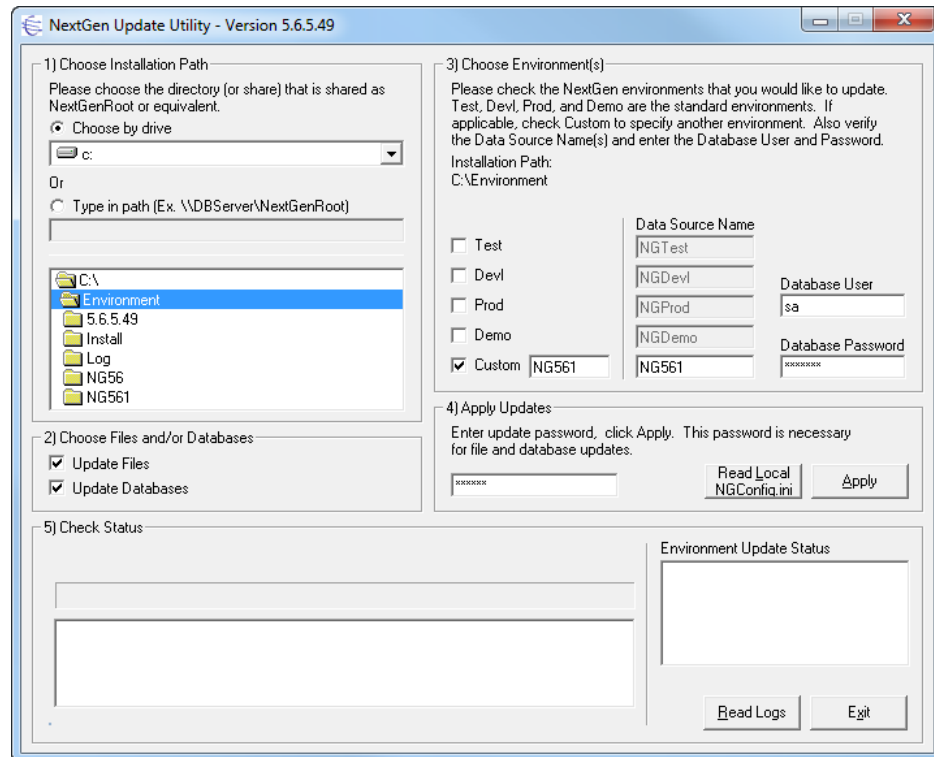 NextGen Update Utility - Version 5.6.5.49
1) Choose Installation Path
Please choose the directory (or share) that is shared as
NextGenRoot or equivalent.
Choose by drive
c:
Or
Type in path (Ex. \\DBServer\NextGenRoot)
C:\
Environment
5.6.5.49
Install
Log
NG56
NG561
2) Choose Files and/or Databases
Update Files
Update Databases
3) Choose Environment(s)
Please check the NextGen environments that you would like to update.
Test, Devl, Prod, and Demo are the standard environments. If
applicable, check Custom to specify another environment. Also verify
the Data Source Name(s) and enter the Database User and Password.
Installation Path:
C:\Environment
Data Source Name
Test
NGTest
Devl
NGDevl
Database User
Prod
NGProd
sa
Demo
NGDemo
Database Password
Custom
NG561
NG561
×××××××
4) Apply Updates
Enter update password, click Apply. This password is necessary
for file and database updates.
××××××
Read Local
NGConfig.ini
Apply
5) Check Status
Environment Update Status
Read Logs
Exit